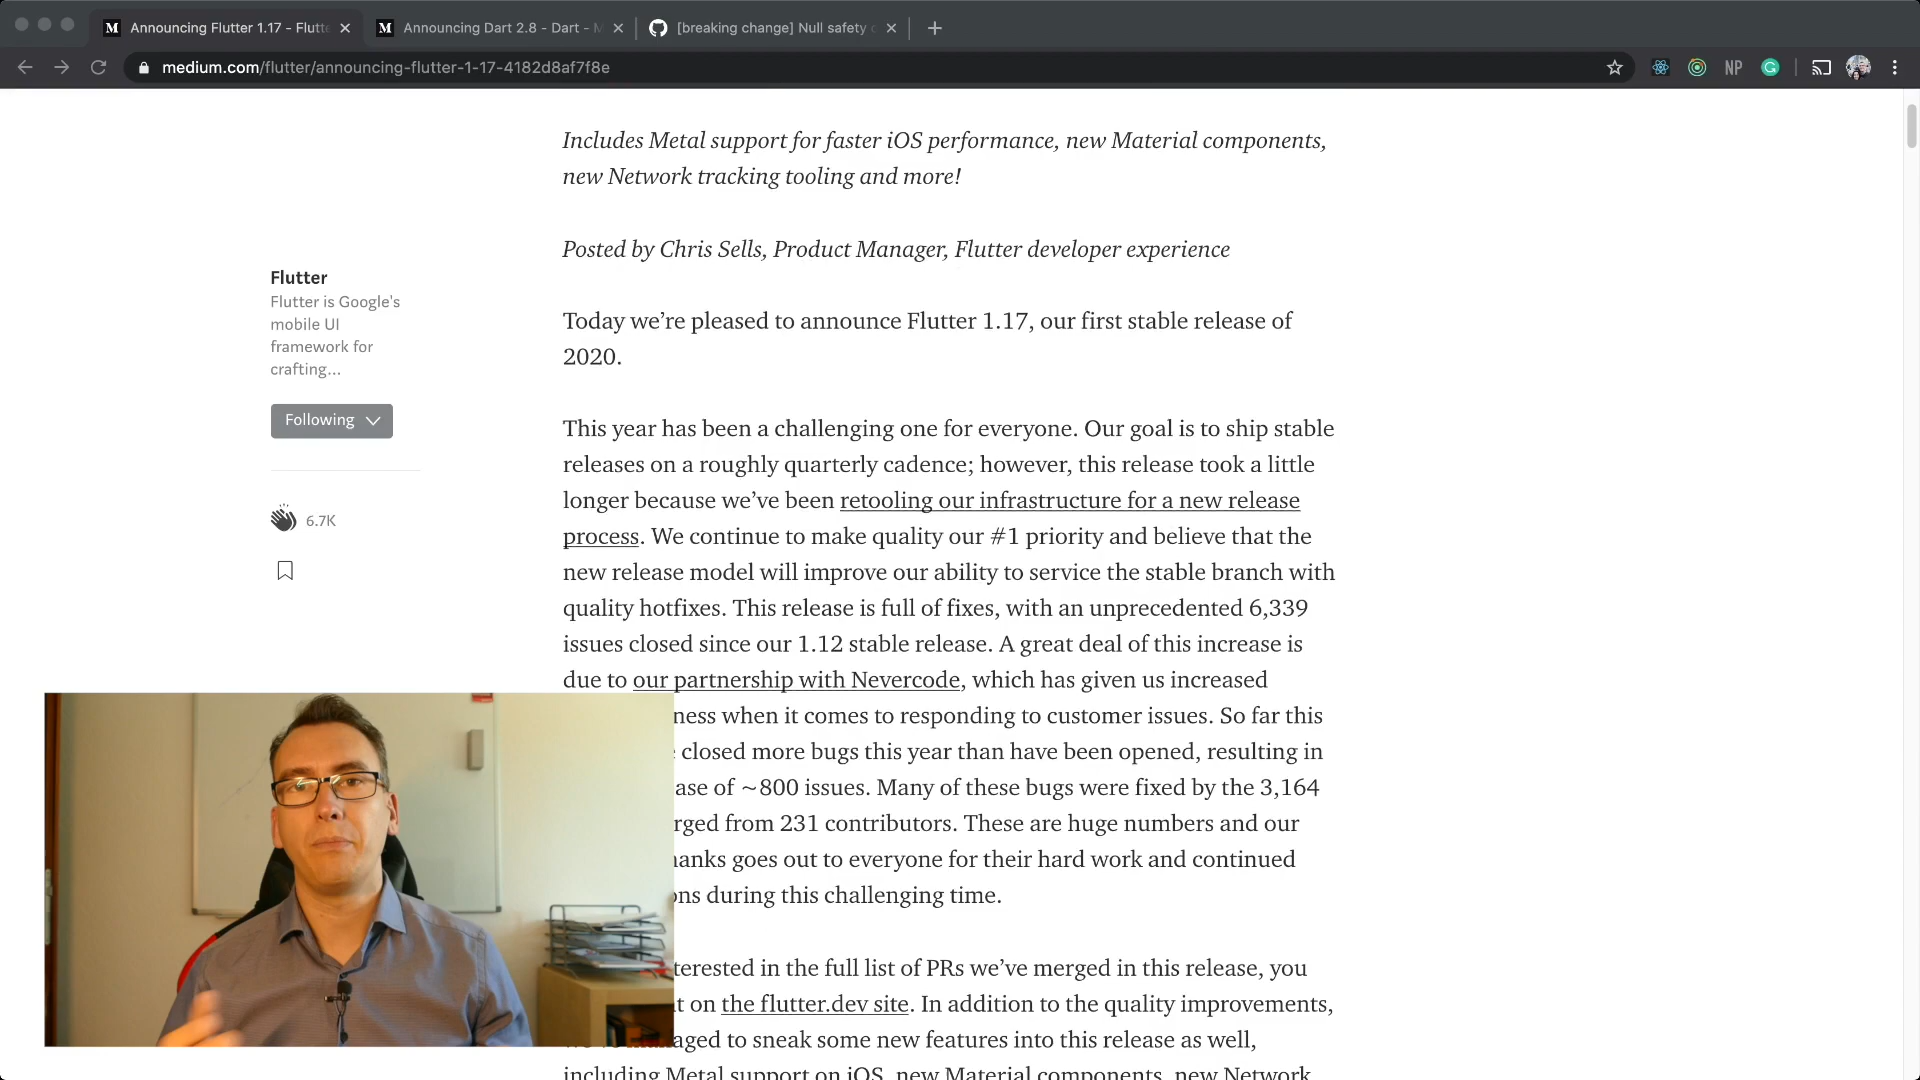 Announcing Flutter 1.17 - Flutte
Announcing Dart 2.8 - Dart - M
[breaking change] Null safety
medium.com/flutter/announcing-flutter-1-17-4182d8af7f8e
NP
Includes Metal support for faster iOS performance, new Material components,
new Network tracking tooling and more!
Posted by Chris Sells, Product Manager, Flutter developer experience
Flutter
Flutter is Google's
mobile UI
framework for
crafting...
Following
6.7K
Today we’re pleased to announce Flutter 1.17, our first stable release of
2020.
This year has been a challenging one for everyone. Our goal is to ship stable
releases on a roughly quarterly cadence; however, this release took a little
longer because we’ve been retooling our infrastructure for a new release
process. We continue to make quality our #1 priority and believe that the
new release model will improve our ability to service the stable branch with
quality hotfixes. This release is full of fixes, with an unprecedented 6,339
issues closed since our 1.12 stable release. A great deal of this increase is
due to our partnership with Nevercode, which has given us increased
ness when it comes to responding to customer issues. So far this
closed more bugs this year than have been opened, resulting in
ase of ~800 issues. Many of these bugs were fixed by the 3,164
rged from 231 contributors. These are huge numbers and our
hanks goes out to everyone for their hard work and continued
ons during this challenging time.
terested in the full list of PRs we’ve merged in this release, you
t on the flutter.dev site. In addition to the quality improvements,
aged to sneak some new features into this release as well,
including Metal support on iOS, new Material components, new Network